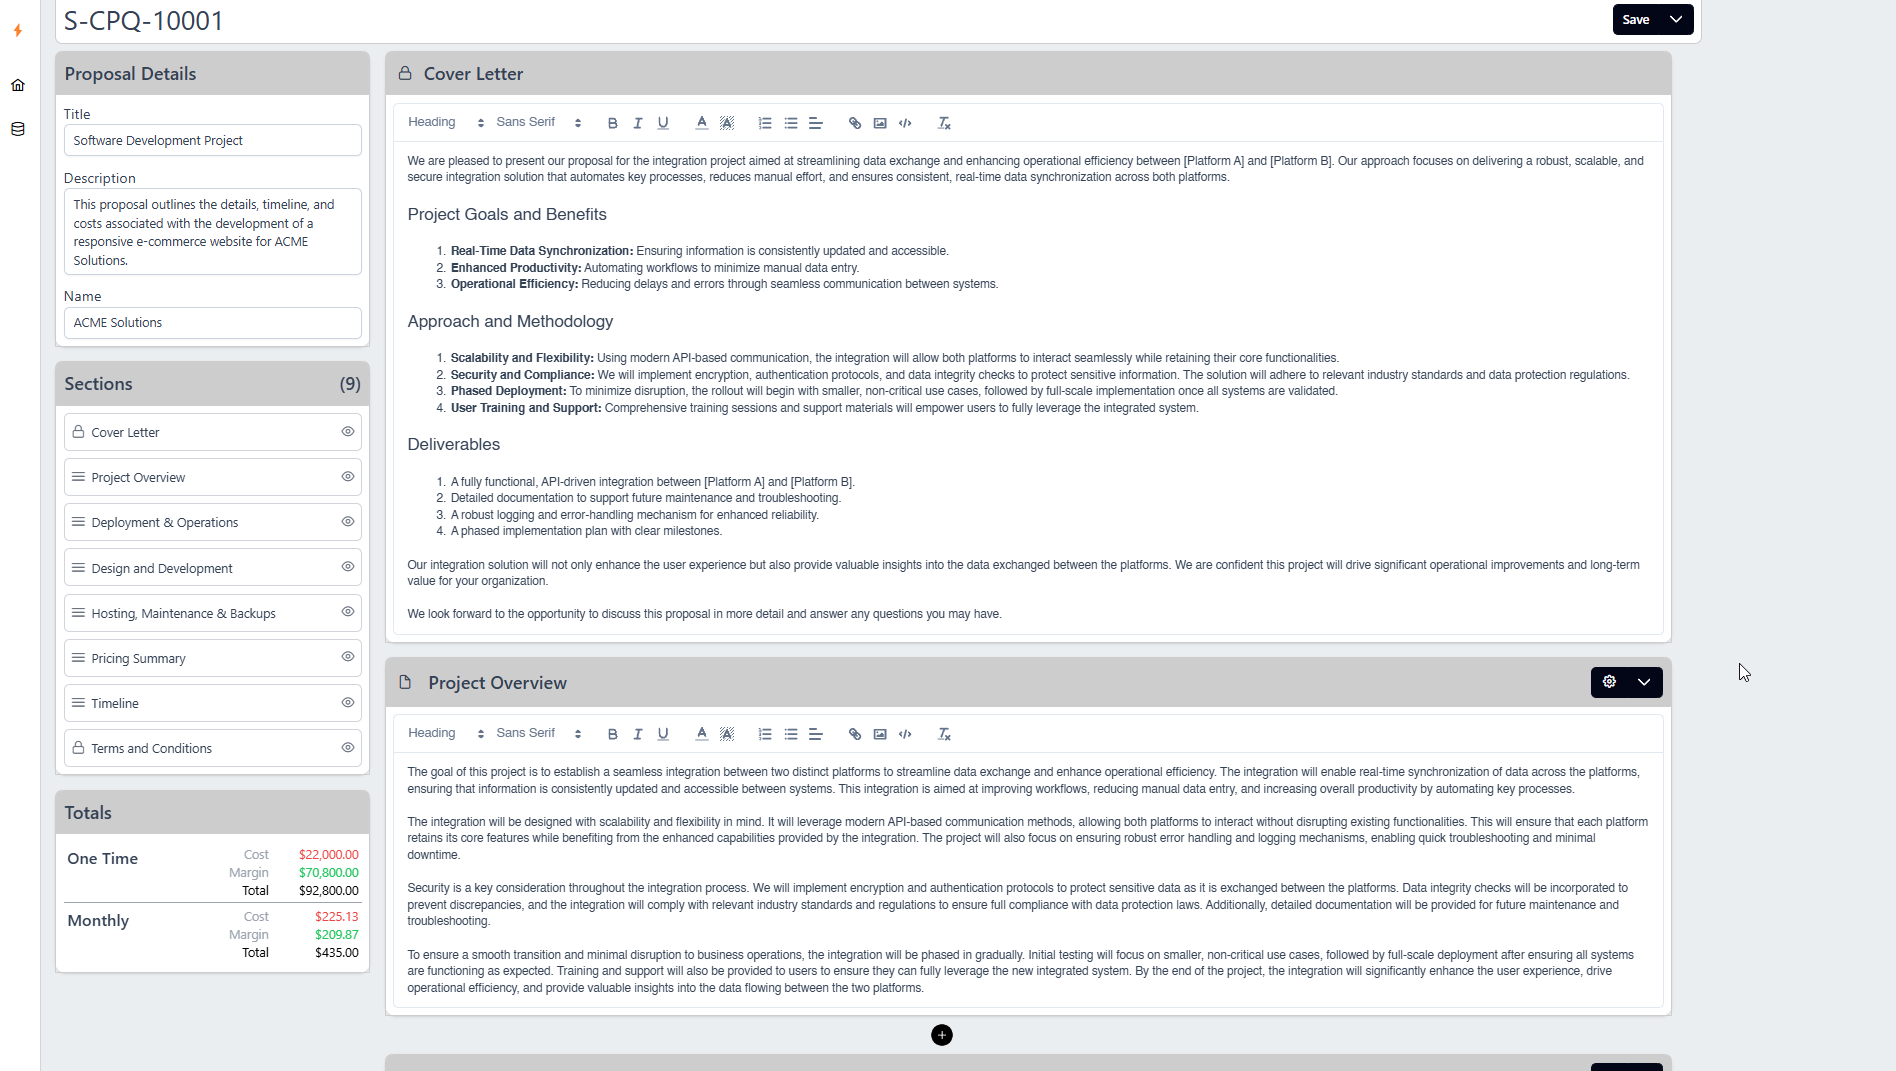 S-CPQ-10001
Save
Proposal Details
Title
Software Development Project
Description
This proposal outlines the details, timeline, and
costs associated with the development of a
responsive e-commerce website for ACME
Solutions.
Name
ACME Solutions
Sections (9)
Cover Letter
Project Overview
Deployment & Operations
Design and Development
Hosting, Maintenance & Backups
Pricing Summary
Timeline
Terms and Conditions
Totals
One Time
Cost $22,000.00
Margin $70,800.00
Total $92,800.00
Monthly
Cost $225.13
Margin $209.87
Total $435.00
Cover Letter
Heading Sans Serif
We are pleased to present our proposal for the integration project aimed at streamlining data exchange and enhancing operational efficiency between [Platform A] and [Platform B]. Our approach focuses on delivering a robust, scalable, and
secure integration solution that automates key processes, reduces manual effort, and ensures consistent, real-time data synchronization across both platforms.
Project Goals and Benefits
1. Real-Time Data Synchronization: Ensuring information is consistently updated and accessible.
2. Enhanced Productivity: Automating workflows to minimize manual data entry.
3. Operational Efficiency: Reducing delays and errors through seamless communication between systems.
Approach and Methodology
1. Scalability and Flexibility: Using modern API-based communication, the integration will allow both platforms to interact seamlessly while retaining their core functionalities.
2. Security and Compliance: We will implement encryption, authentication protocols, and data integrity checks to protect sensitive information. The solution will adhere to relevant industry standards and data protection regulations.
3. Phased Deployment: To minimize disruption, the rollout will begin with smaller, non-critical use cases, followed by full-scale implementation once all systems are validated.
4. User Training and Support: Comprehensive training sessions and support materials will empower users to fully leverage the integrated system.
Deliverables
1. A fully functional, API-driven integration between [Platform A] and [Platform B].
2. Detailed documentation to support future maintenance and troubleshooting.
3. A robust logging and error-handling mechanism for enhanced reliability.
4. A phased implementation plan with clear milestones.
Our integration solution will not only enhance the user experience but also provide valuable insights into the data exchanged between the platforms. We are confident this project will drive significant operational improvements and long-term
value for your organization.
We look forward to the opportunity to discuss this proposal in more detail and answer any questions you may have.
Project Overview
Heading Sans Serif
The goal of this project is to establish a seamless integration between two distinct platforms to streamline data exchange and enhance operational efficiency. The integration will enable real-time synchronization of data across the platforms,
ensuring that information is consistently updated and accessible between systems. This integration is aimed at improving workflows, reducing manual data entry, and increasing overall productivity by automating key processes.
The integration will be designed with scalability and flexibility in mind. It will leverage modern API-based communication methods, allowing both platforms to interact without disrupting existing functionalities. This will ensure that each platform
retains its core features while benefiting from the enhanced capabilities provided by the integration. The project will also focus on ensuring robust error handling and logging mechanisms, enabling quick troubleshooting and minimal
downtime.
Security is a key consideration throughout the integration process. We will implement encryption and authentication protocols to protect sensitive data as it is exchanged between the platforms. Data integrity checks will be incorporated to
prevent discrepancies, and the integration will comply with relevant industry standards and regulations to ensure full compliance with data protection laws. Additionally, detailed documentation will be provided for future maintenance and
troubleshooting.
To ensure a smooth transition and minimal disruption to business operations, the integration will be phased in gradually. Initial testing will focus on smaller, non-critical use cases, followed by full-scale deployment after ensuring all systems
are functioning as expected. Training and support will also be provided to users to ensure they can fully leverage the new integrated system. By the end of the project, the integration will significantly enhance the user experience, drive
operational efficiency, and provide valuable insights into the data flowing between the two platforms.